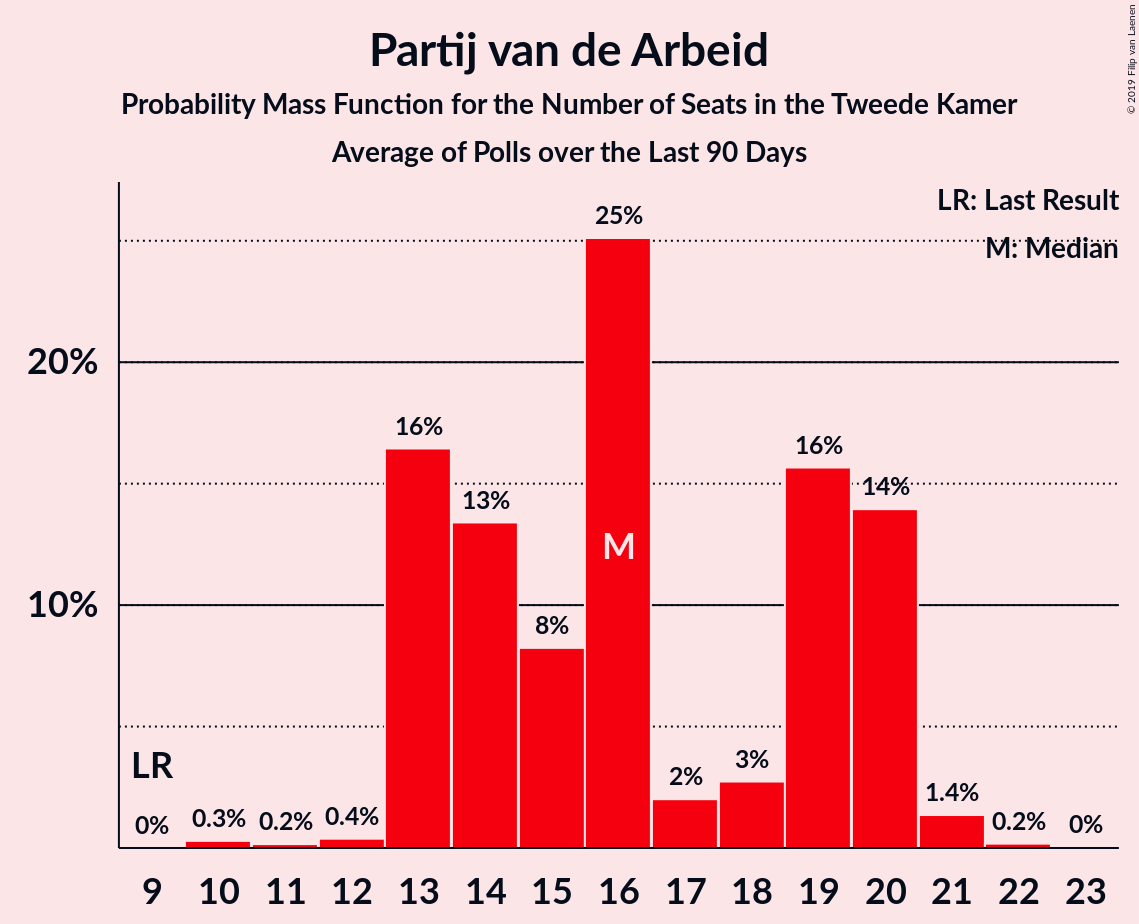 Partij van de Arbeid
Probability Mass Function for the Number of Seats in the Tweede Kamer
Average of Polls over the Last 90 Days
© 2019 Filip van Laenen
LR: Last Result
M: Median
25%
20%
16%
16%
14%
13%
M
10%
8%
LR
3%
2%
1.4%
0% 0.3% 0.2% 0.4%
0.2% 0%
9 10 11 12 13 14 15 16 17 18 19 20 21 22 23